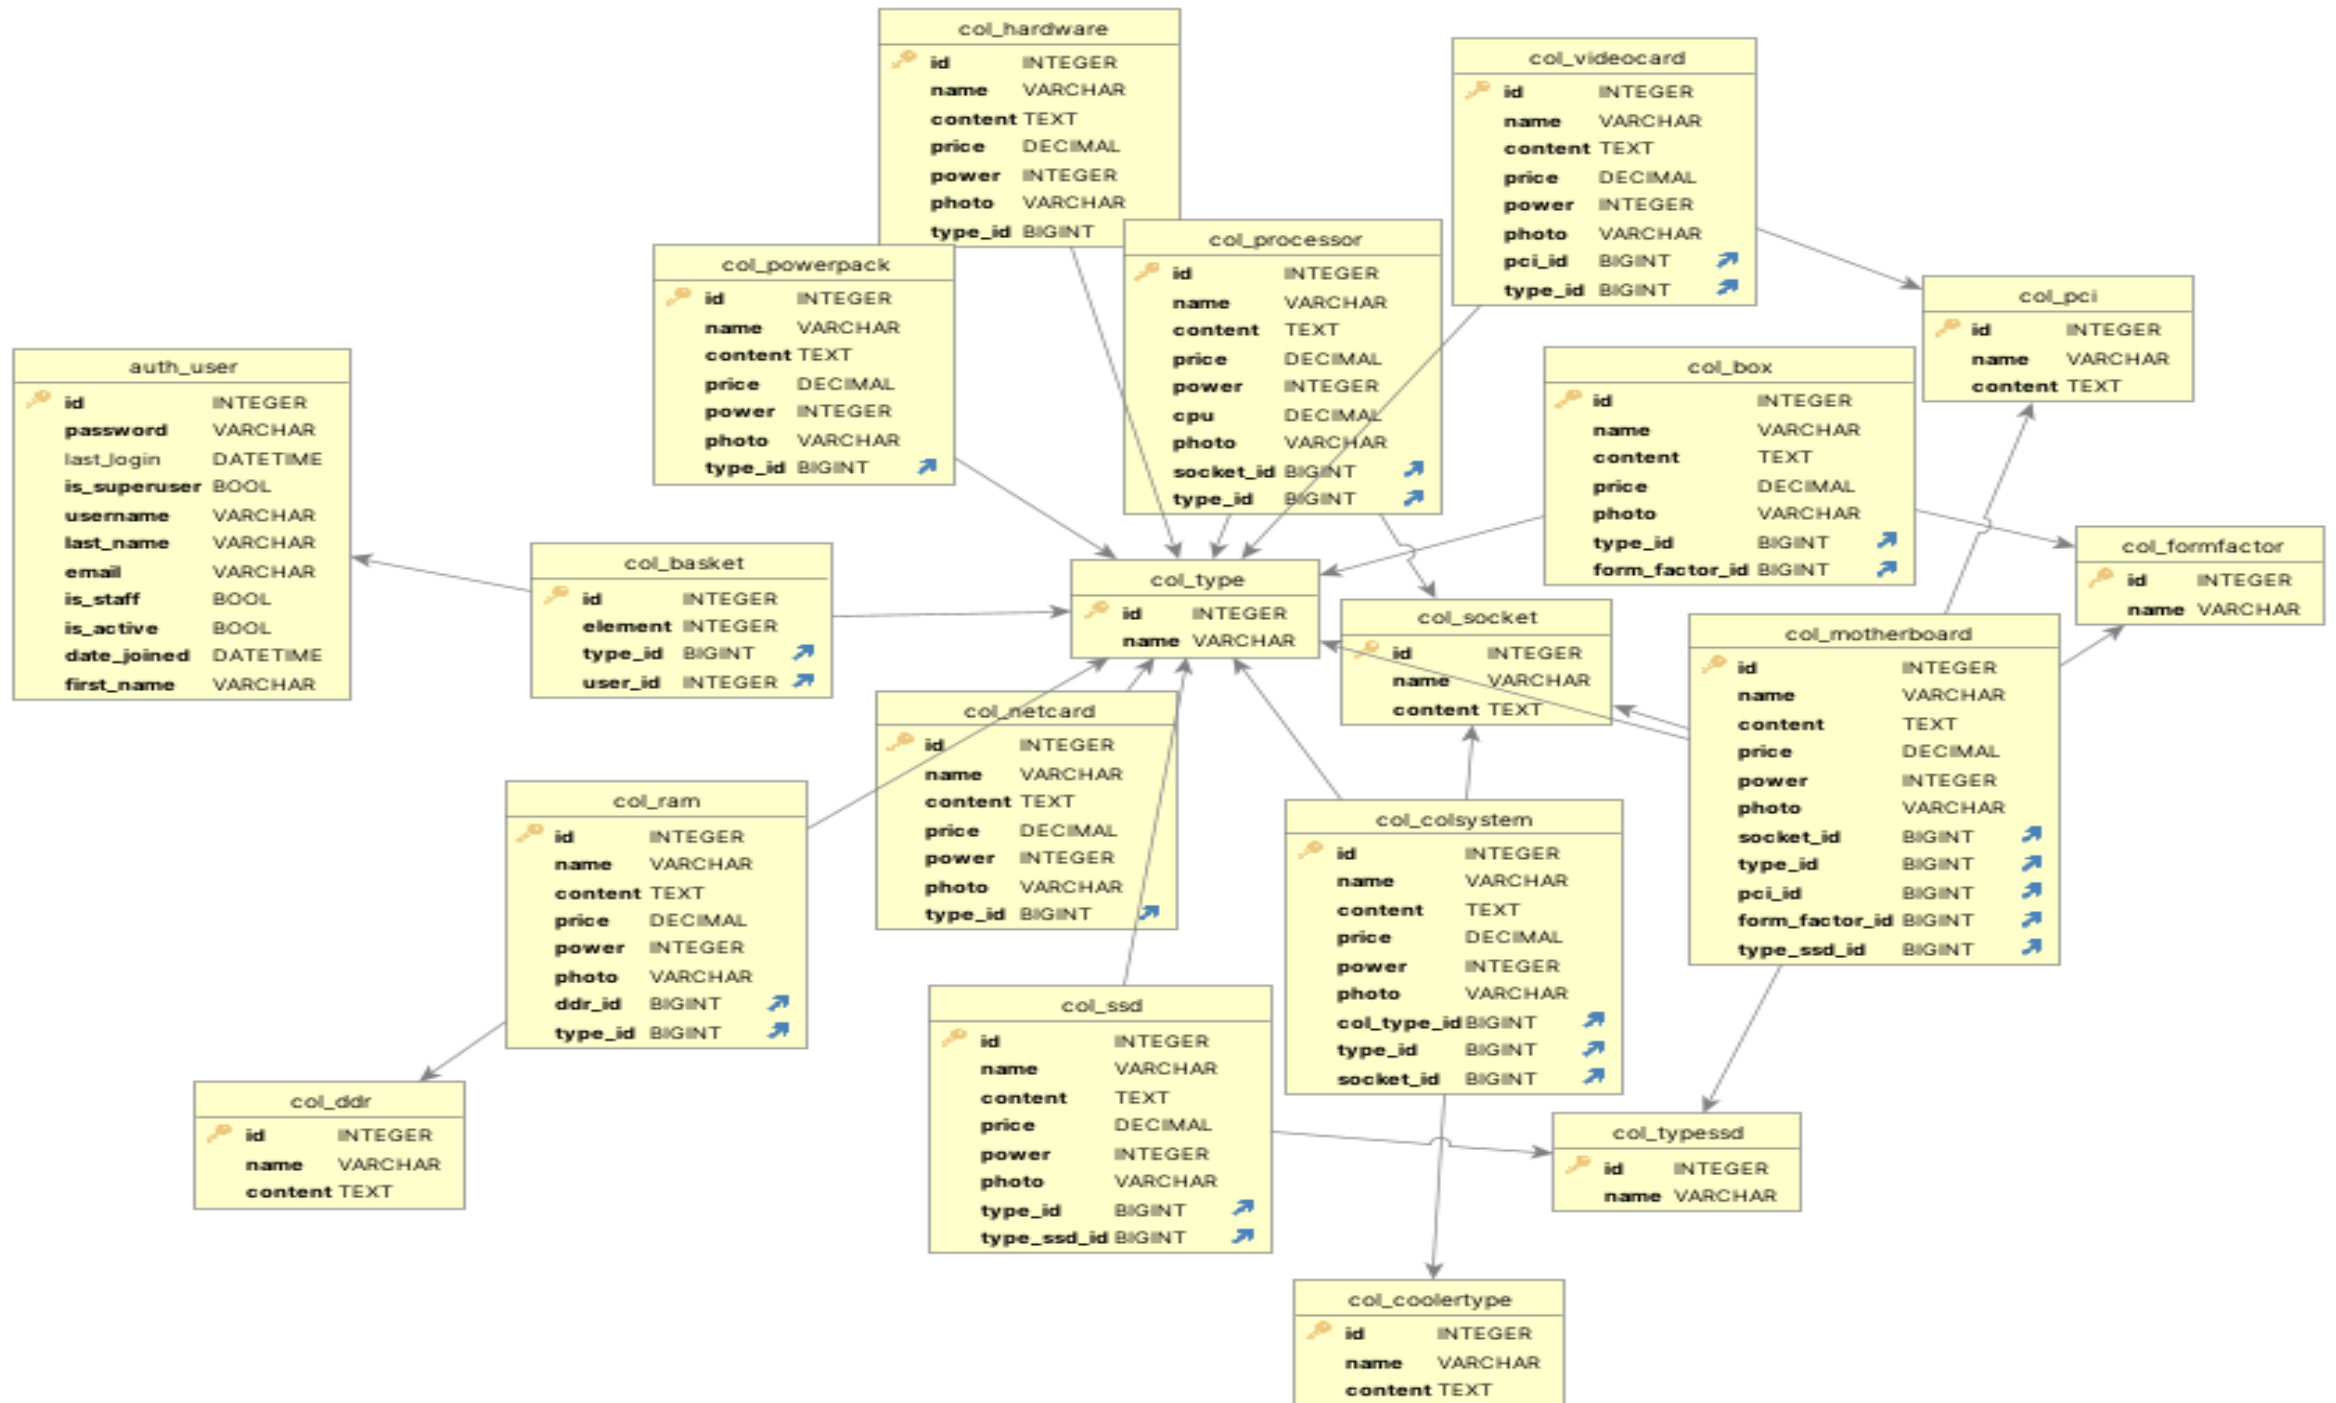 col_hardware
id INTEGER
name VARCHAR
content TEXT
price DECIMAL
power INTEGER
photo VARCHAR
type_id BIGINT
col_videocard
id INTEGER
name VARCHAR
content TEXT
price DECIMAL
power INTEGER
photo VARCHAR
pci_id BIGINT
type_id BIGINT
col_processor
id INTEGER
name VARCHAR
content TEXT
price DECIMAL
power INTEGER
cpu DECIMAL
photo VARCHAR
socket_id BIGINT
type_id BIGINT
col_powerpack
id INTEGER
name VARCHAR
content TEXT
price DECIMAL
power INTEGER
photo VARCHAR
type_id BIGINT
col_pci
id INTEGER
name VARCHAR
content TEXT
auth_user
id INTEGER
password VARCHAR
last_login DATETIME
is_superuser BOOL
username VARCHAR
last_name VARCHAR
email VARCHAR
is_staff BOOL
is_active BOOL
date_joined DATETIME
first_name VARCHAR
col_box
id INTEGER
name VARCHAR
content TEXT
price DECIMAL
photo VARCHAR
type_id BIGINT
form_factor_id BIGINT
col_formfactor
id INTEGER
name VARCHAR
col_basket
id INTEGER
element INTEGER
type_id BIGINT
user_id INTEGER
col_type
id INTEGER
name VARCHAR
col_socket
id INTEGER
name VARCHAR
content TEXT
col_motherboard
id INTEGER
name VARCHAR
content TEXT
price DECIMAL
power INTEGER
photo VARCHAR
socket_id BIGINT
type_id BIGINT
pci_id BIGINT
form_factor_id BIGINT
type_ssd_id BIGINT
col_netcard
id INTEGER
name VARCHAR
content TEXT
price DECIMAL
power INTEGER
photo VARCHAR
type_id BIGINT
col_ram
id INTEGER
name VARCHAR
content TEXT
price DECIMAL
power INTEGER
photo VARCHAR
ddr_id BIGINT
type_id BIGINT
col_colsystem
id INTEGER
name VARCHAR
content TEXT
price DECIMAL
power INTEGER
photo VARCHAR
col_type_id BIGINT
type_id BIGINT
socket_id BIGINT
col_ssd
id INTEGER
name VARCHAR
content TEXT
price DECIMAL
power INTEGER
photo VARCHAR
type_id BIGINT
type_ssd_id BIGINT
col_ddr
id INTEGER
name VARCHAR
content TEXT
col_typessd
id INTEGER
name VARCHAR
col_coolertype
id INTEGER
name VARCHAR
content TEXT